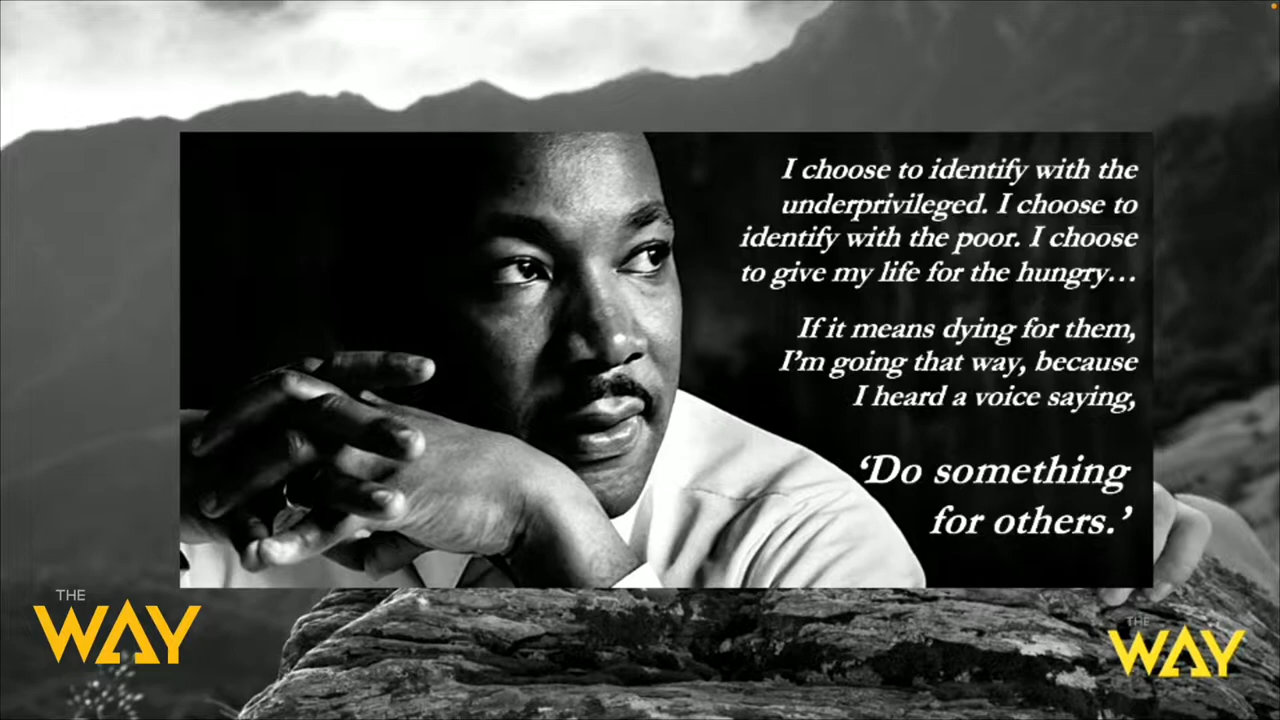 I choose to identify with the
underprivileged. I choose to
identify with the poor. I choose
to give my life for the hungry…
If it means dying for them,
I’m going that way, because
I heard a voice saying,
‘Do something
for others.’
THE
WAY
THE
WAY